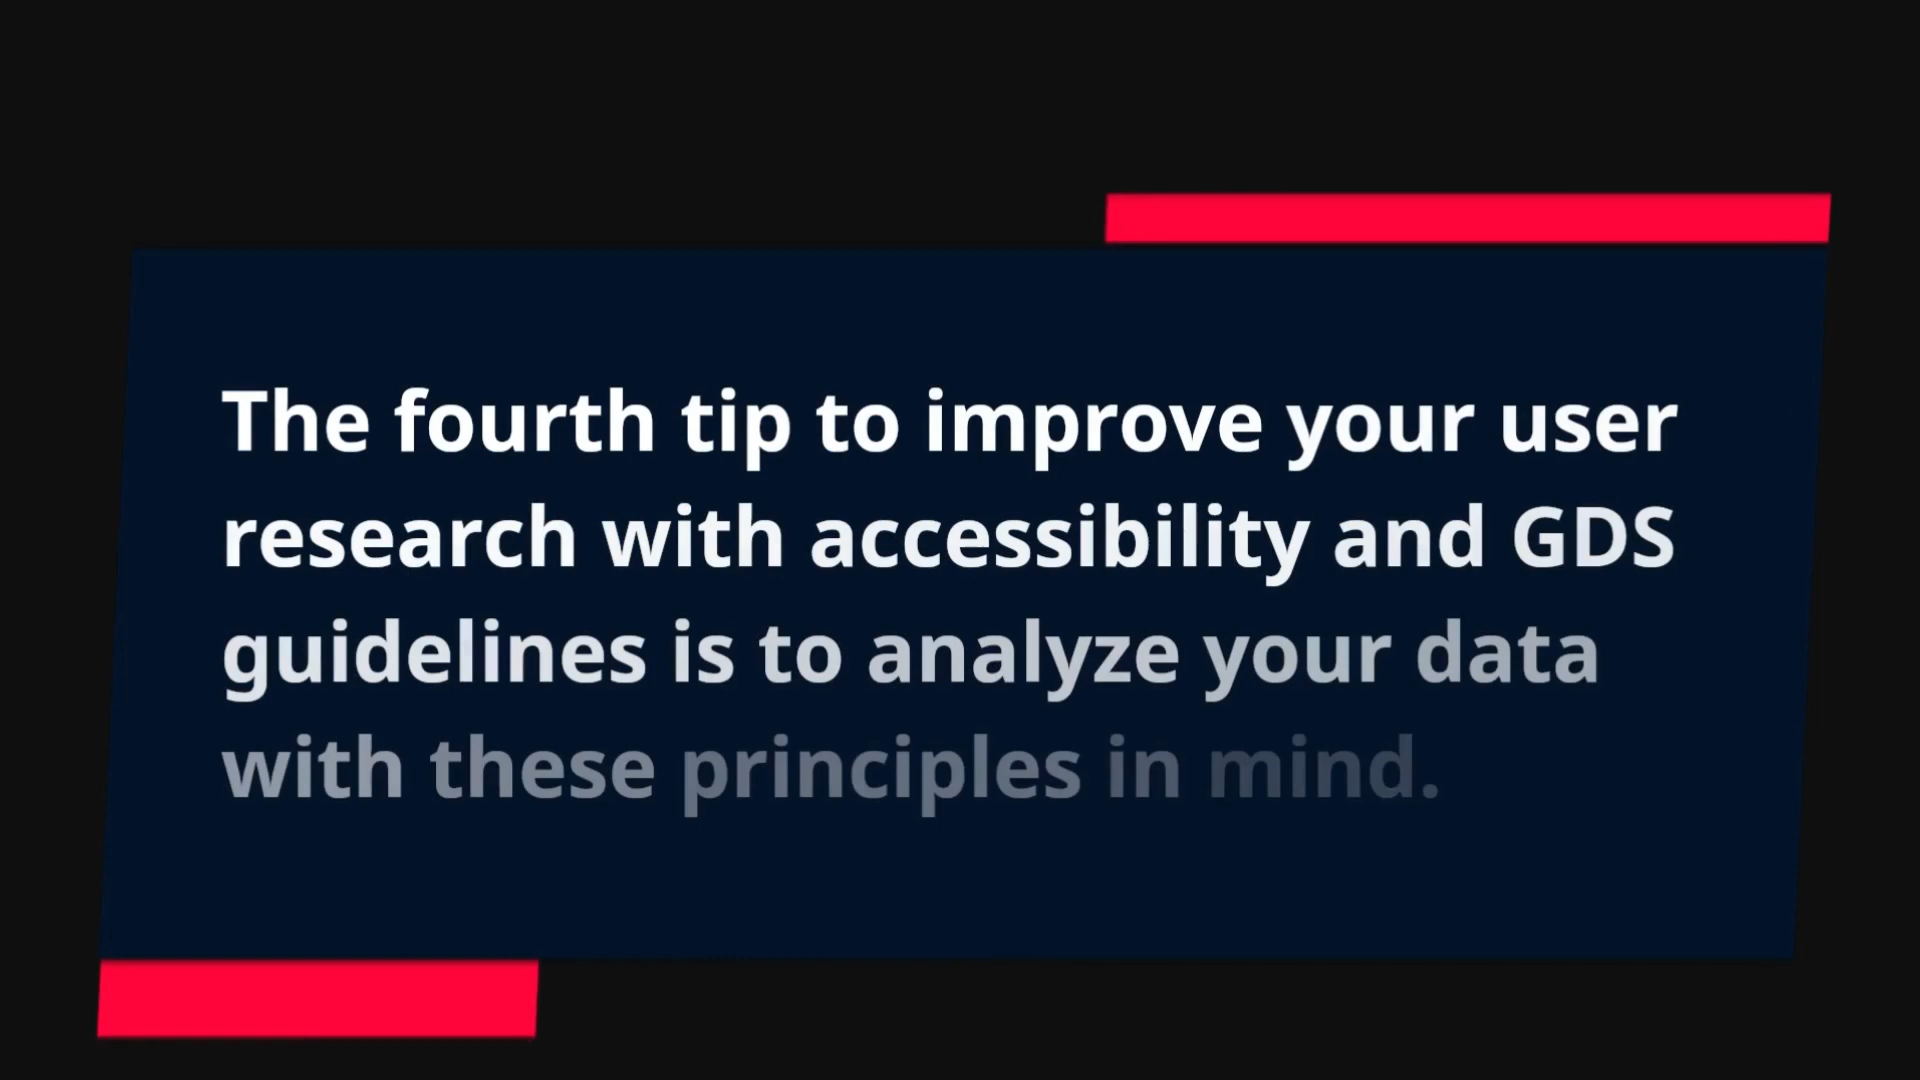 The fourth tip to improve your user
research with accessibility and GDS
guidelines is to analyze your data
with these principles in mind.